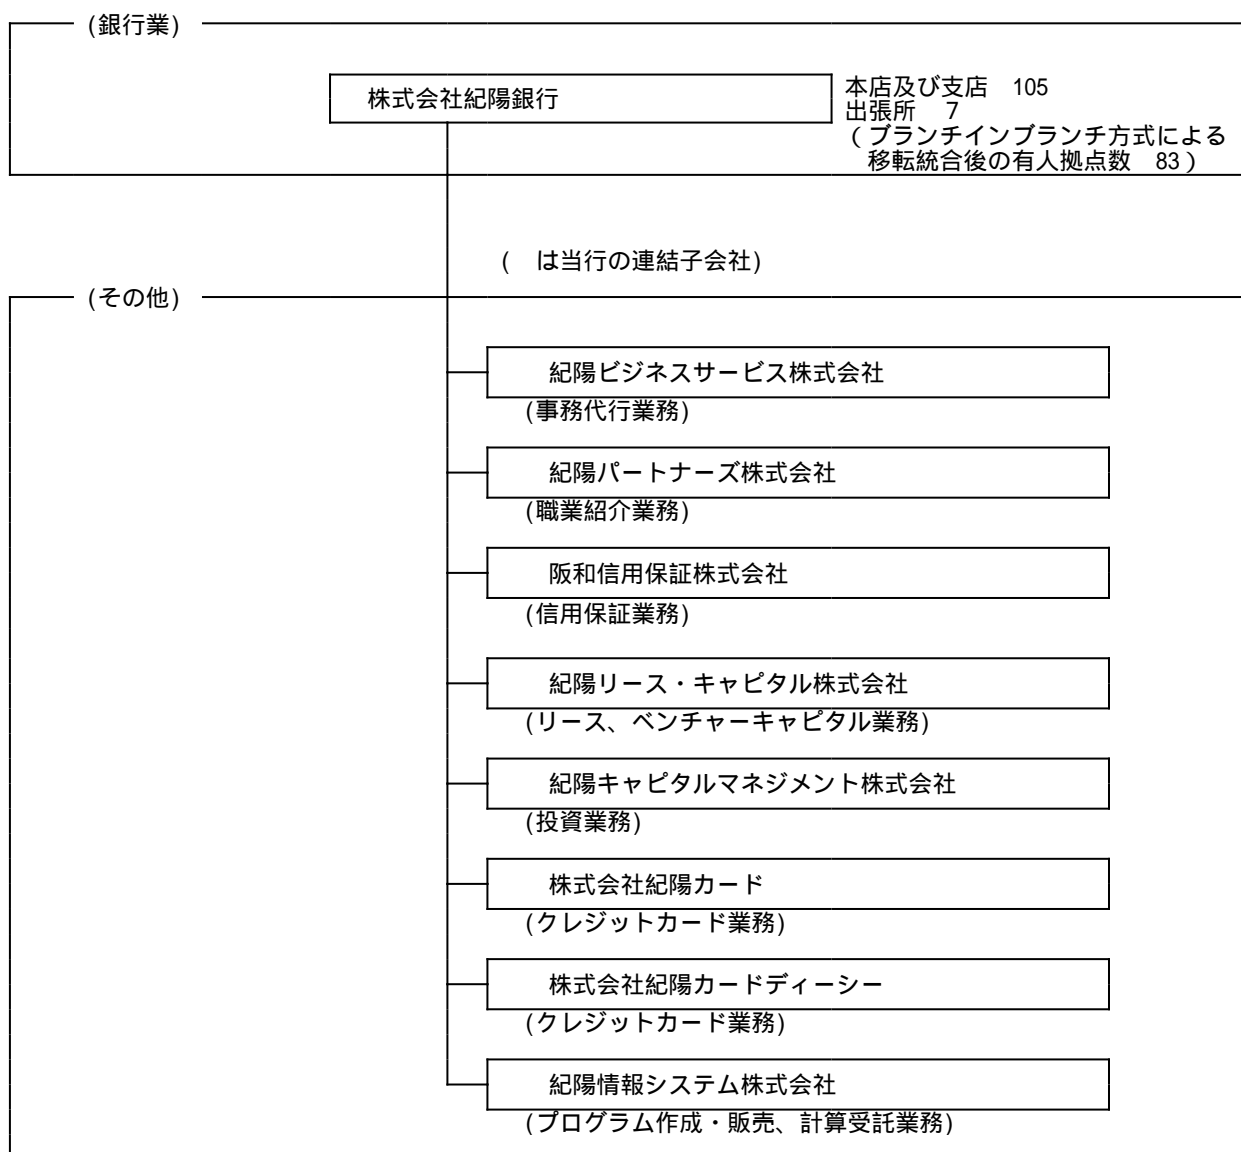 (銀行業)
株式会社紀陽銀行
本店及び支店　105
出張所　7
（ブランチインブランチ方式による
移転統合後の有人拠点数　83）
(　は当行の連結子会社)
(その他)
紀陽ビジネスサービス株式会社
(事務代行業務)
紀陽パートナーズ株式会社
(職業紹介業務)
阪和信用保証株式会社
(信用保証業務)
紀陽リース・キャピタル株式会社
(リース、ベンチャーキャピタル業務)
紀陽キャピタルマネジメント株式会社
(投資業務)
株式会社紀陽カード
(クレジットカード業務)
株式会社紀陽カードディーシー
(クレジットカード業務)
紀陽情報システム株式会社
(プログラム作成・販売、計算受託業務)